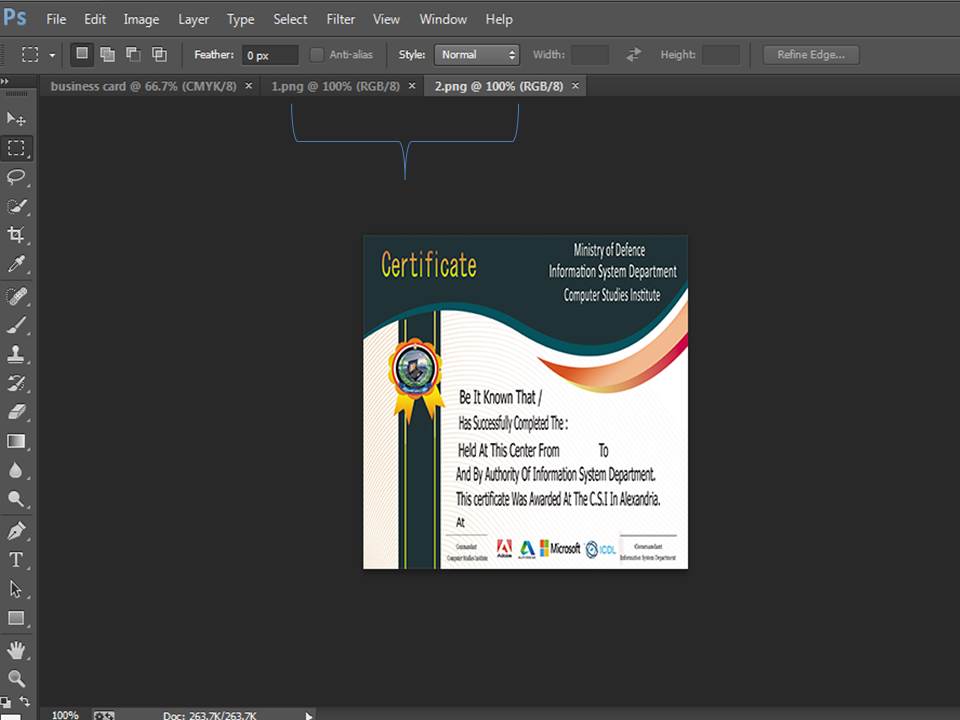 Ps File Edit Image Layer Type Select Filter View Window Help
Feather: 0 px Anti-alias Style: Normal Width: Height: Refine Edge...
business card @ 66.7% (CMYK/8) × 1.png @ 100% (RGB/8) × 2.png @ 100% (RGB/8) ×
Certificate
Ministry of Defence
Information System Department
Computer Studies Institute
Be It Known That /
Has Successfully Completed The :
Held At This Center From To
And By Authority Of Information System Department.
This certificate Was Awarded At The C.S.I In Alexandria.
At
Computer Studies Institute
Adobe
Microsoft
ICDL
Information System Department
T
100% Doc: 263.7K/263.7K